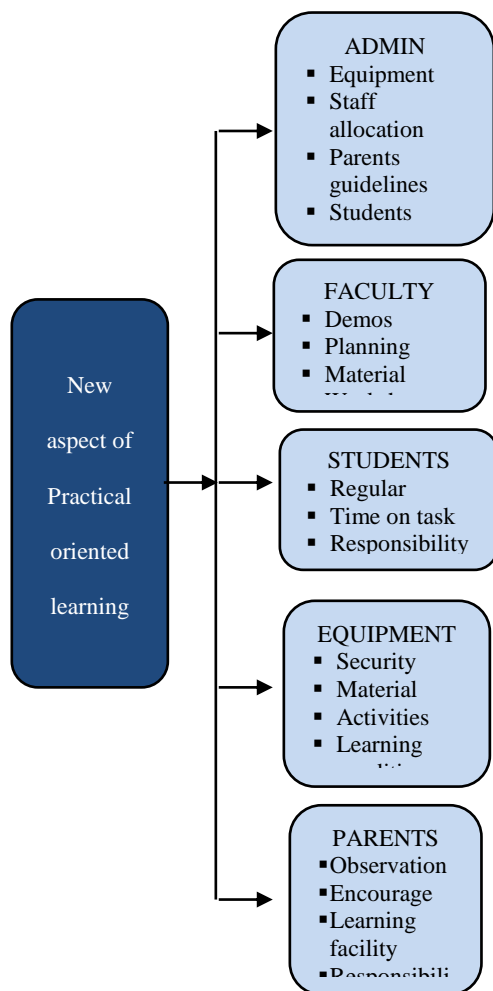 New
aspect of
Practical
oriented
learning
ADMIN
▪ Equipment
▪ Staff
allocation
▪ Parents
guidelines
▪ Students
FACULTY
▪ Demos
▪ Planning
▪ Material
STUDENTS
▪ Regular
▪ Time on task
▪ Responsibility
EQUIPMENT
▪ Security
▪ Material
▪ Activities
▪ Learning
PARENTS
▪Observation
▪Encourage
▪Learning
facility